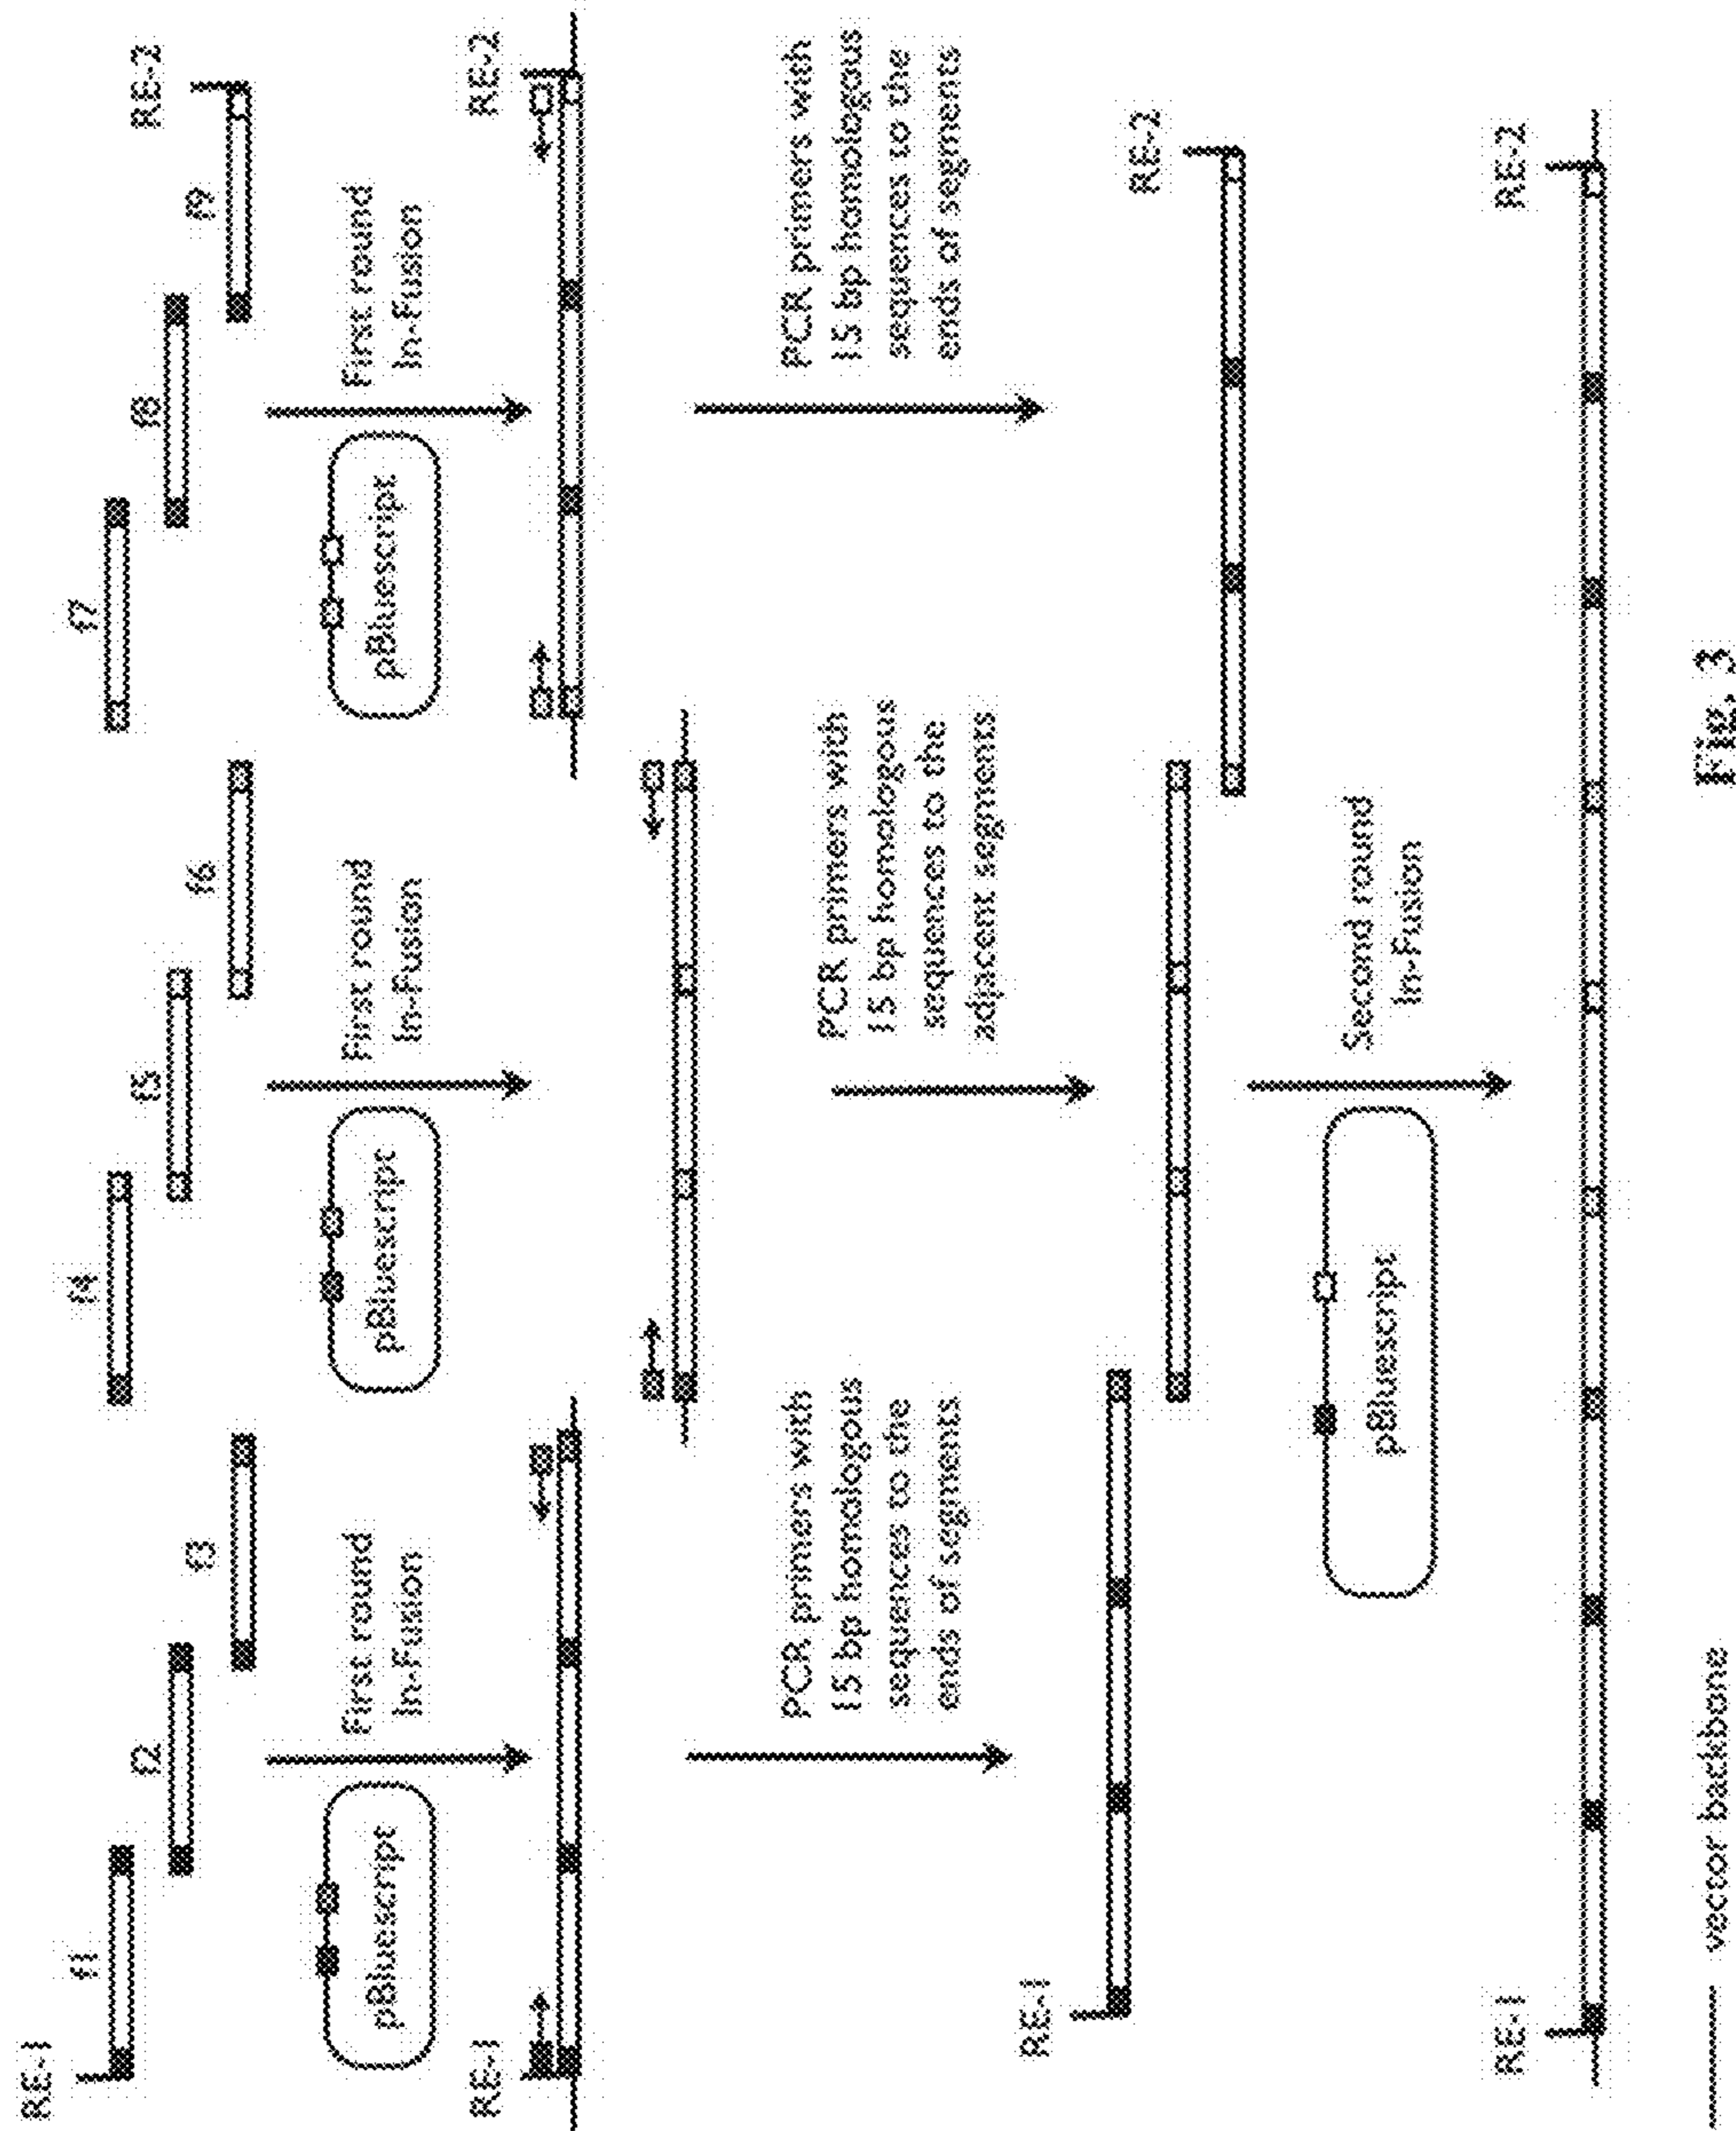 RE-1
f1
f2
f3
f4
f5
f6
f7
f8
f9
RE-2
pBluescript
First round
In-Fusion
pBluescript
First round
In-Fusion
pBluescript
First round
In-Fusion
RE-1
RE-2
PCR primers with
15 bp homologous
sequences to the
ends of segments
PCR primers with
15 bp homologous
sequences to the
adjacent segments
PCR primers with
15 bp homologous
sequences to the
ends of segments
RE-1
RE-2
pBluescript
Second round
In-Fusion
RE-1
RE-2
vector backbone
Fig. 3